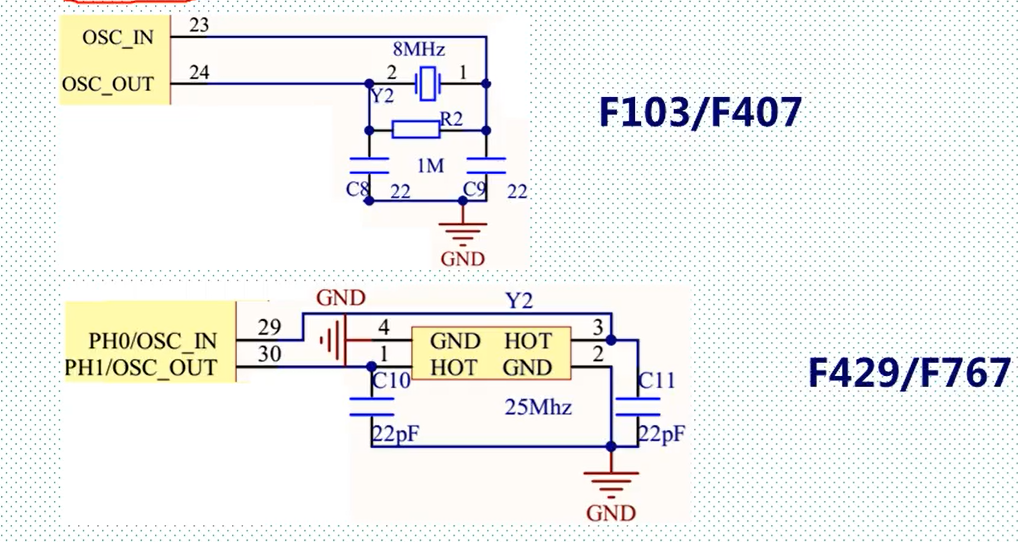 OSC_IN 23
8MHz
OSC_OUT 24 2 1
Y2
F103/F407
R2
1M
C8 22 C9 22
GND
GND Y2
PH0/OSC_IN 29 4 GND HOT 3
PH1/OSC_OUT 30 1 HOT GND 2
F429/F767
C10 C11
25Mhz
22pF 22pF
GND